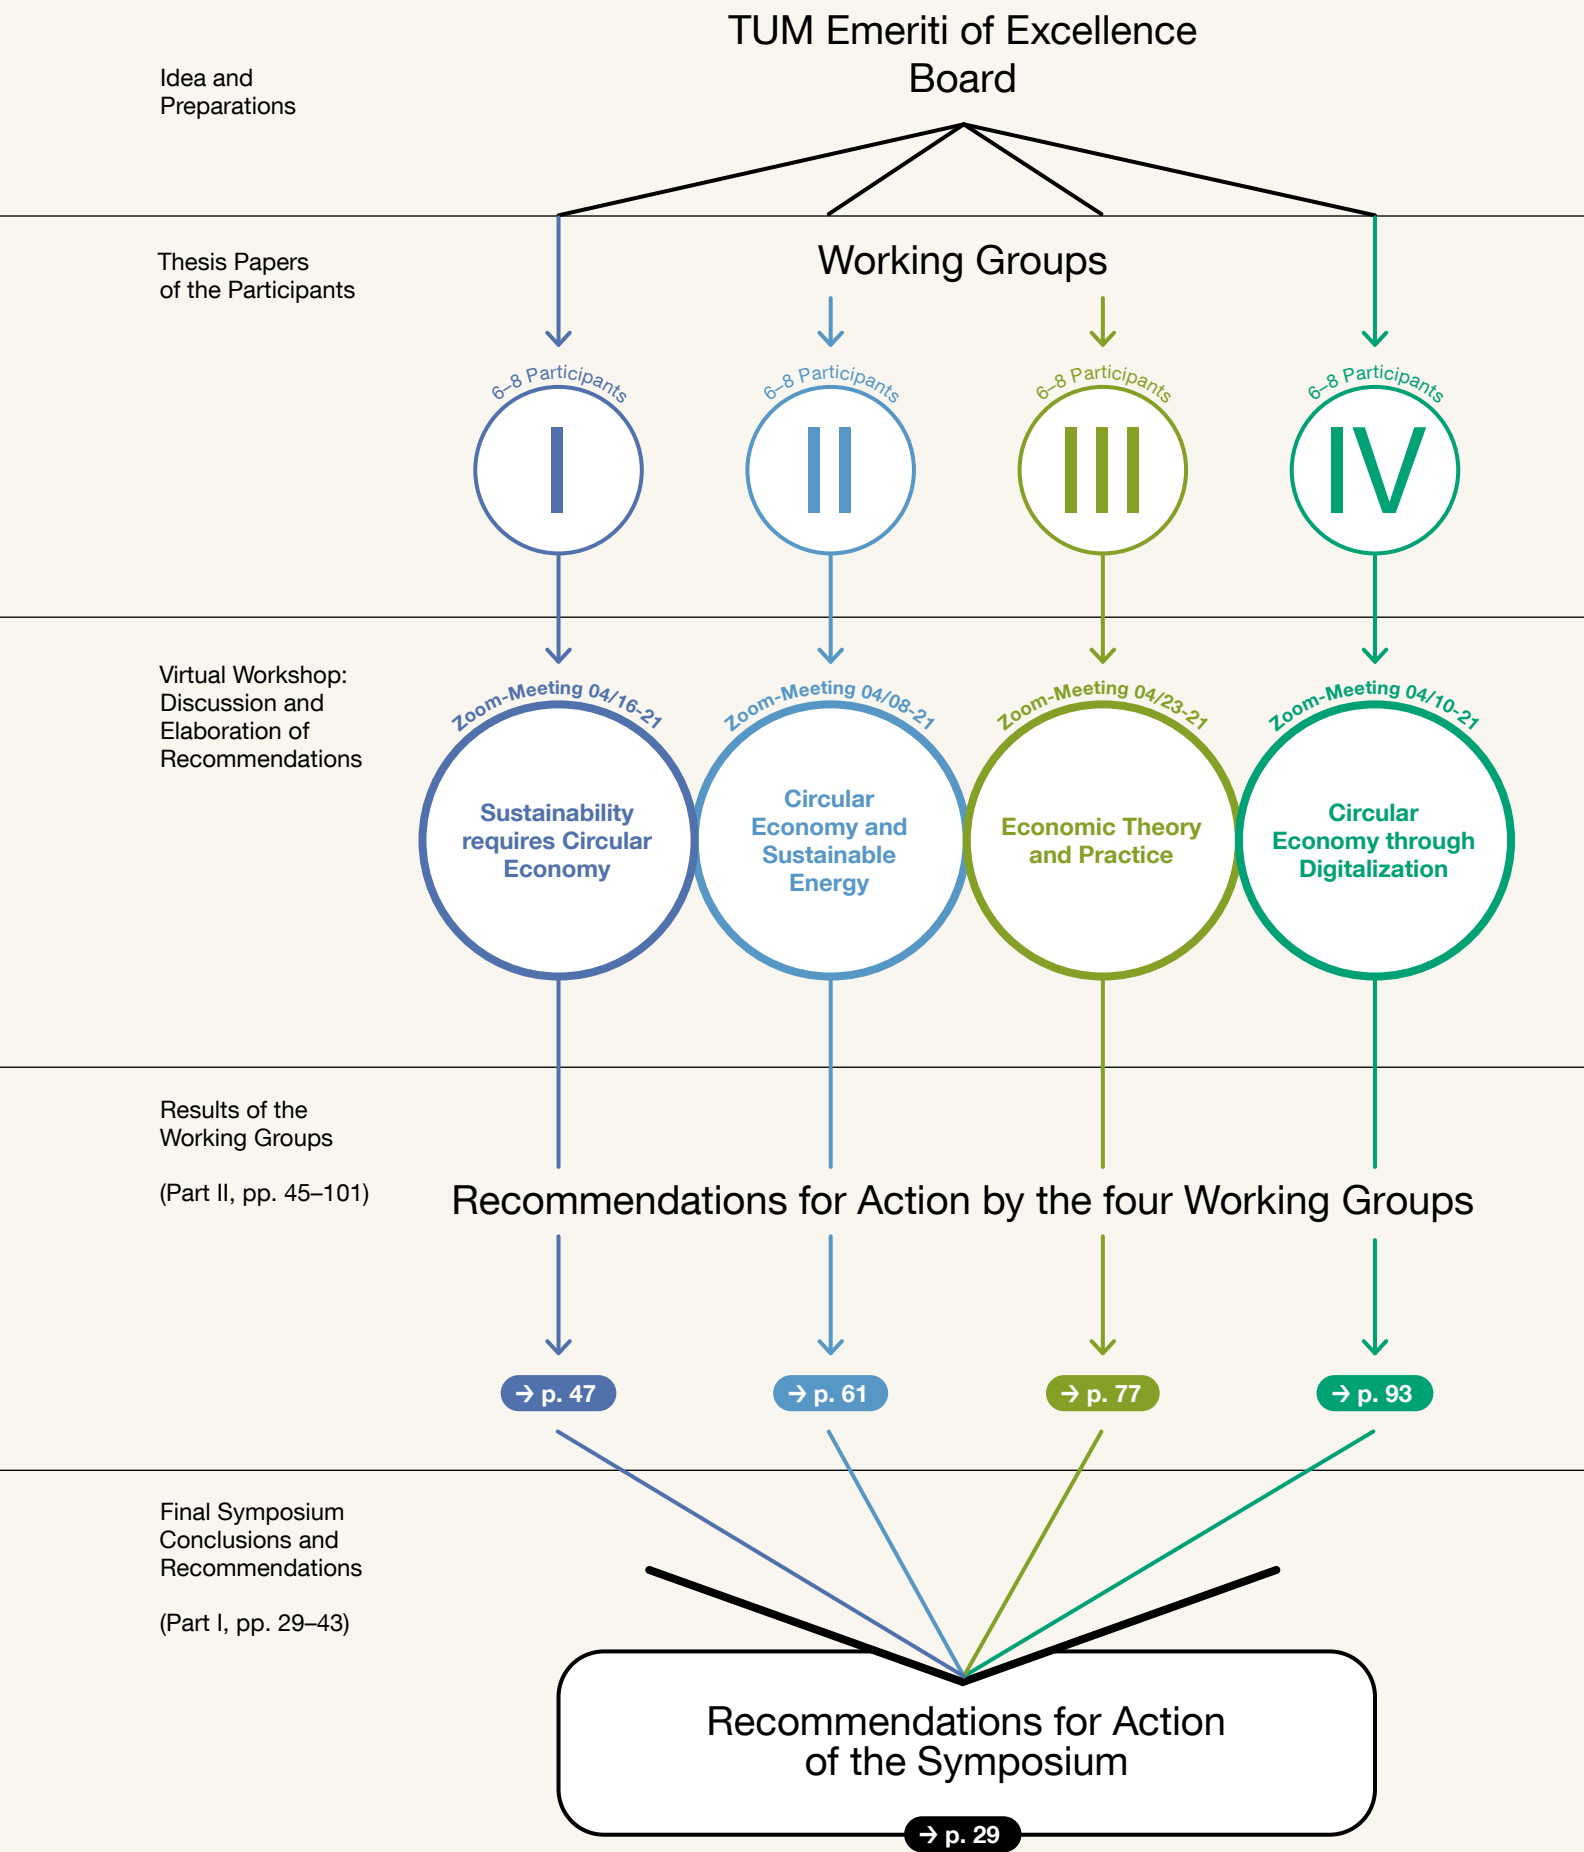 TUM Emeriti of Excellence
Board
Idea and
Preparations
Working Groups
Thesis Papers
of the Participants
6–8 Participants
6–8 Participants
6–8 Participants
6–8 Participants
I
II
III
IV
Virtual Workshop:
Discussion and
Elaboration of
Recommendations
Zoom-Meeting 04/16-21
Zoom-Meeting 04/08-21
Zoom-Meeting 04/23-21
Zoom-Meeting 04/10-21
Sustainability
requires Circular
Economy
Circular
Economy and
Sustainable
Energy
Economic Theory
and Practice
Circular
Economy through
Digitalization
Results of the
Working Groups
(Part II, pp. 45–101)
Recommendations for Action by the four Working Groups
→ p. 47
→ p. 61
→ p. 77
→ p. 93
Final Symposium
Conclusions and
Recommendations
(Part I, pp. 29–43)
Recommendations for Action
of the Symposium
→ p. 29